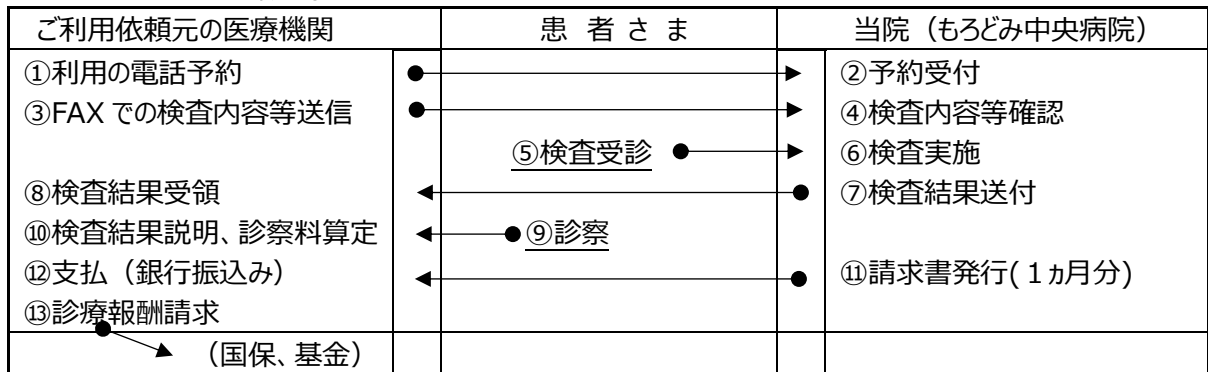 ご利用依頼元の医療機関 患 者 さ ま 当院（もろどみ中央病院）
①利用の電話予約 ②予約受付
③FAX での検査内容等送信 ④検査内容等確認
⑤検査受診 ⑥検査実施
⑧検査結果受領 ⑦検査結果送付
⑩検査結果説明、診察料算定 ⑨診察
⑫支払（銀行振込み） ⑪請求書発行(１ヵ月分)
⑬診療報酬請求
（国保、基金）